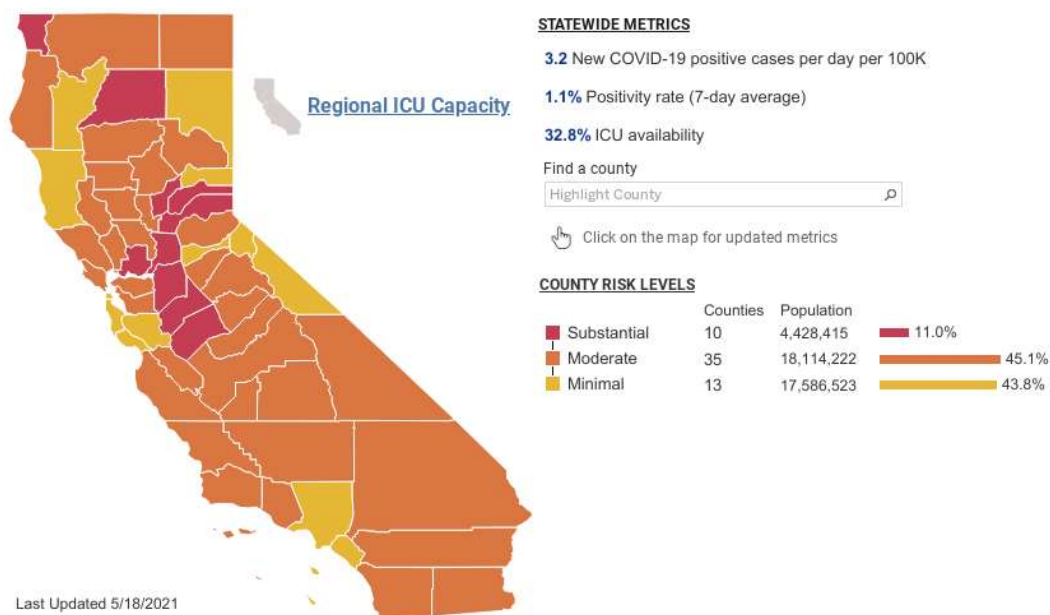 STATEWIDE METRICS
3.2 New COVID-19 positive cases per day per 100K
1.1% Positivity rate (7-day average)
32.8% ICU availability
Regional ICU Capacity
Find a county
Highlight County
Click on the map for updated metrics
COUNTY RISK LEVELS
Counties Population
Substantial 10 4,428,415 11.0%
Moderate 35 18,114,222 45.1%
Minimal 13 17,586,523 43.8%
Last Updated 5/18/2021